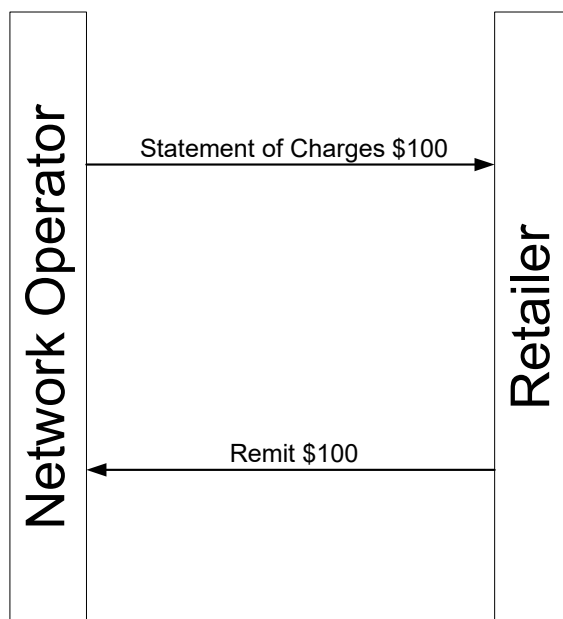 Network Operator
Statement of Charges $100
Remit $100
Retailer